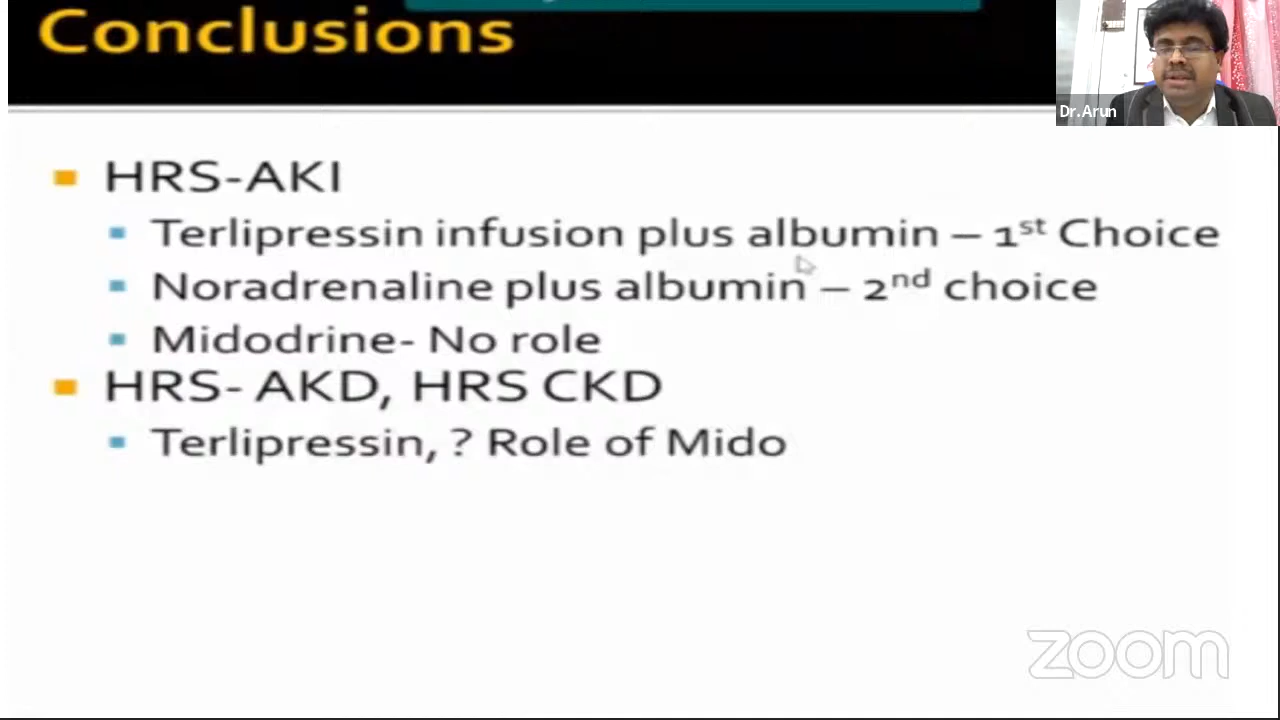 Conclusions
Dr.Arun
HRS-AKI
Terlipressin infusion plus albumin – 1st Choice
Noradrenaline plus albumin – 2nd choice
Midodrine- No role
HRS- AKD, HRS CKD
Terlipressin, ? Role of Mido
zoom